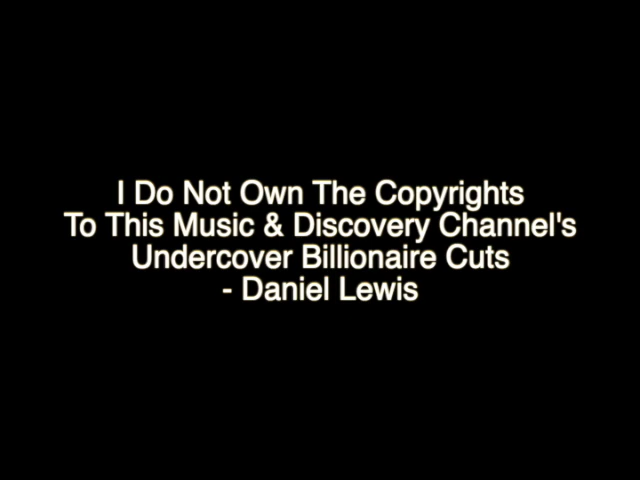 I Do Not Own The Copyrights
To This Music & Discovery Channel's
Undercover Billionaire Cuts
- Daniel Lewis